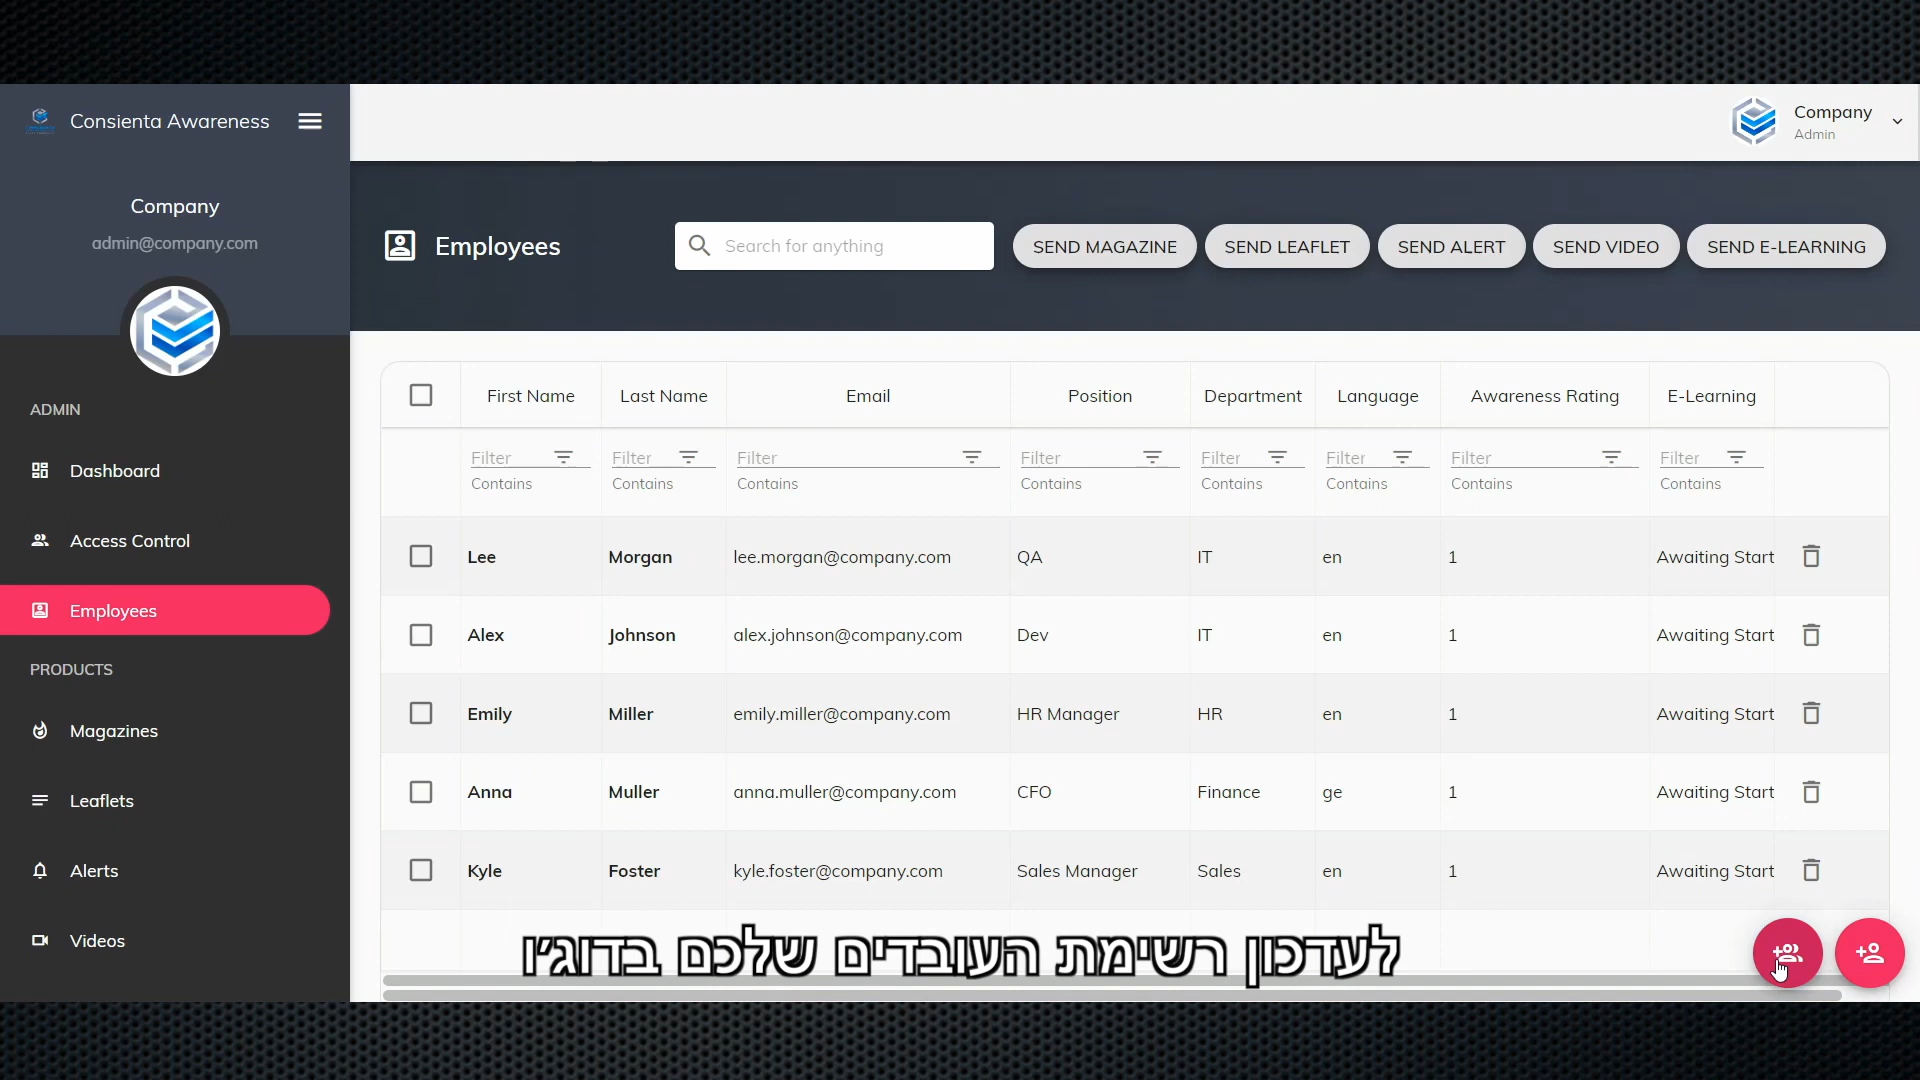 Consienta Awareness
Company
Admin
Company
admin@company.com
Employees
Search for anything
SEND MAGAZINE
SEND LEAFLET
SEND ALERT
SEND VIDEO
SEND E-LEARNING
ADMIN
Dashboard
Access Control
Employees
PRODUCTS
Magazines
Leaflets
Alerts
Videos
First Name Last Name Email Position Department Language Awareness Rating E-Learning
Filter Filter Filter Filter Filter Filter Filter Filter
Contains Contains Contains Contains Contains Contains Contains Contains
Lee Morgan lee.morgan@company.com QA IT en 1 Awaiting Start
Alex Johnson alex.johnson@company.com Dev IT en 1 Awaiting Start
Emily Miller emily.miller@company.com HR Manager HR en 1 Awaiting Start
Anna Muller anna.muller@company.com CFO Finance ge 1 Awaiting Start
Kyle Foster kyle.foster@company.com Sales Manager Sales en 1 Awaiting Start
לעדכון רשימת העובדים שלכם בדוג׳ו